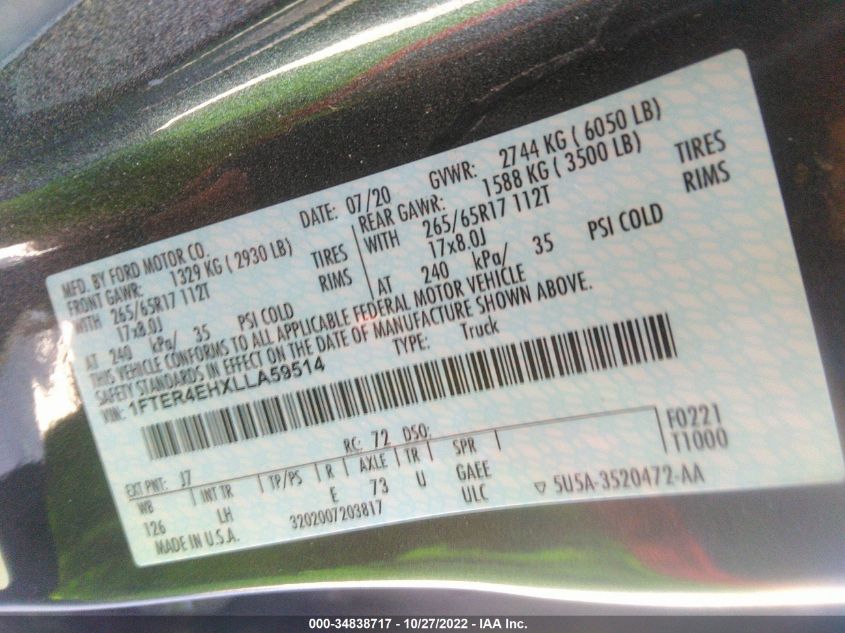 MFD. BY FORD MOTOR CO.
DATE: 07/20
GVWR: 2744 KG ( 6050 LB)
FRONT GAWR: 1329 KG ( 2930 LB)
REAR GAWR: 1588 KG ( 3500 LB)
WITH 265/65R17 112T TIRES
WITH 265/65R17 112T TIRES
17x8.0J RIMS
17x8.0J RIMS
AT 240 kPa/ 35 PSI COLD
AT 240 kPa/ 35 PSI COLD
THIS VEHICLE CONFORMS TO ALL APPLICABLE FEDERAL MOTOR VEHICLE
SAFETY STANDARDS IN EFFECT ON THE DATE OF MANUFACTURE SHOWN ABOVE.
VIN: 1FTER4EHXLLA59514
TYPE: Truck
F0221
T1000
EXT PNT: J7 RC: 72 DSO:
WB INT TR TP/PS R AXLE TR SPR
126 LH E 73 U GAEE
ULC
▽ 5U5A-3520472-AA
MADE IN U.S.A. 3202007203817
000-34838717 - 10/27/2022 - IAA Inc.